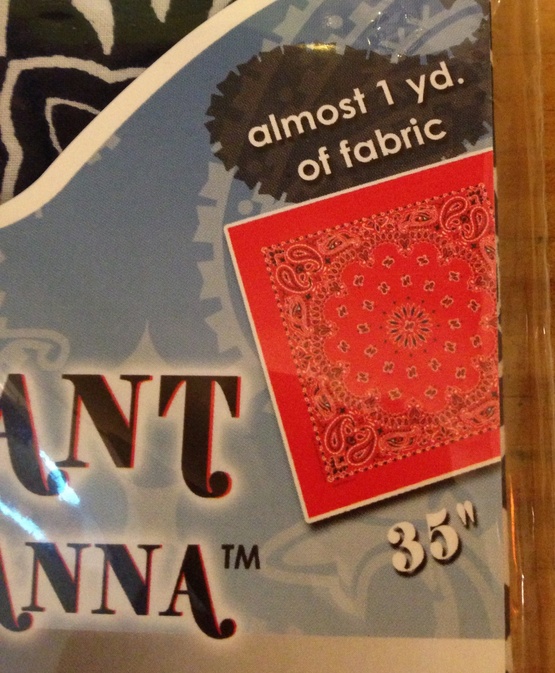 almost 1 yd.
of fabric
ANT
ANNA™
35"